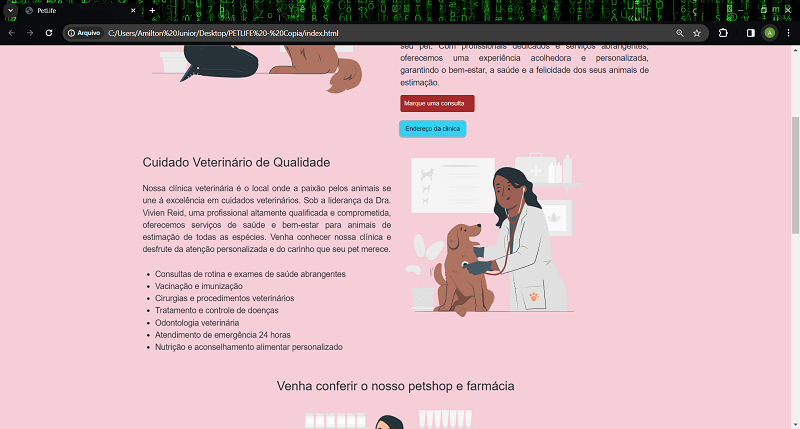 PetLife
Arquivo C:/Users/Amilton%20Junior/Desktop/PETLIFE%20-%20Copia/index.html
A
seu pet. Com profissionais dedicados e serviços abrangentes,
oferecemos uma experiência acolhedora e personalizada,
garantindo o bem-estar, a saúde e a felicidade dos seus animais de
estimação.
Marque uma consulta
Endereço da clínica
Cuidado Veterinário de Qualidade
Nossa clínica veterinária é o local onde a paixão pelos animais se
une à excelência em cuidados veterinários. Sob a liderança da Dra.
Vivien Reid, uma profissional altamente qualificada e comprometida,
oferecemos serviços de saúde e bem-estar para animais de
estimação de todas as espécies. Venha conhecer nossa clínica e
desfrute da atenção personalizada e do carinho que seu pet merece.
Consultas de rotina e exames de saúde abrangentes
Vacinação e imunização
Cirurgias e procedimentos veterinários
Tratamento e controle de doenças
Odontologia veterinária
Atendimento de emergência 24 horas
Nutrição e aconselhamento alimentar personalizado
Venha conferir o nosso petshop e farmácia